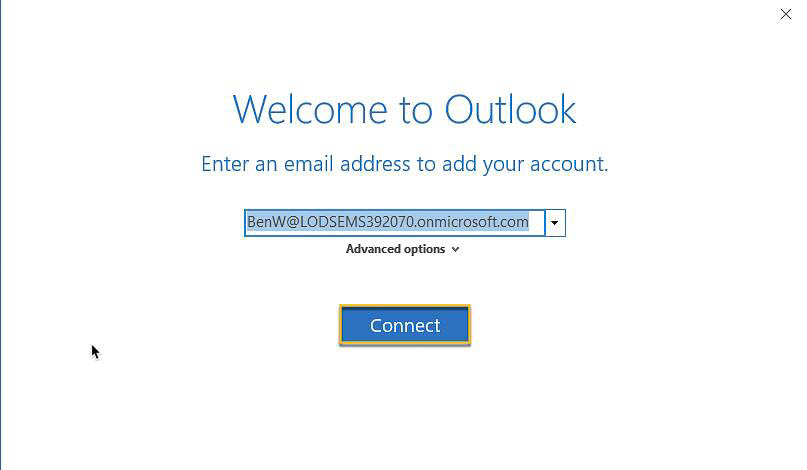 Welcome to Outlook
Enter an email address to add your account.
BenW@LODSEMS392070.onmicrosoft.com
Advanced options
Connect